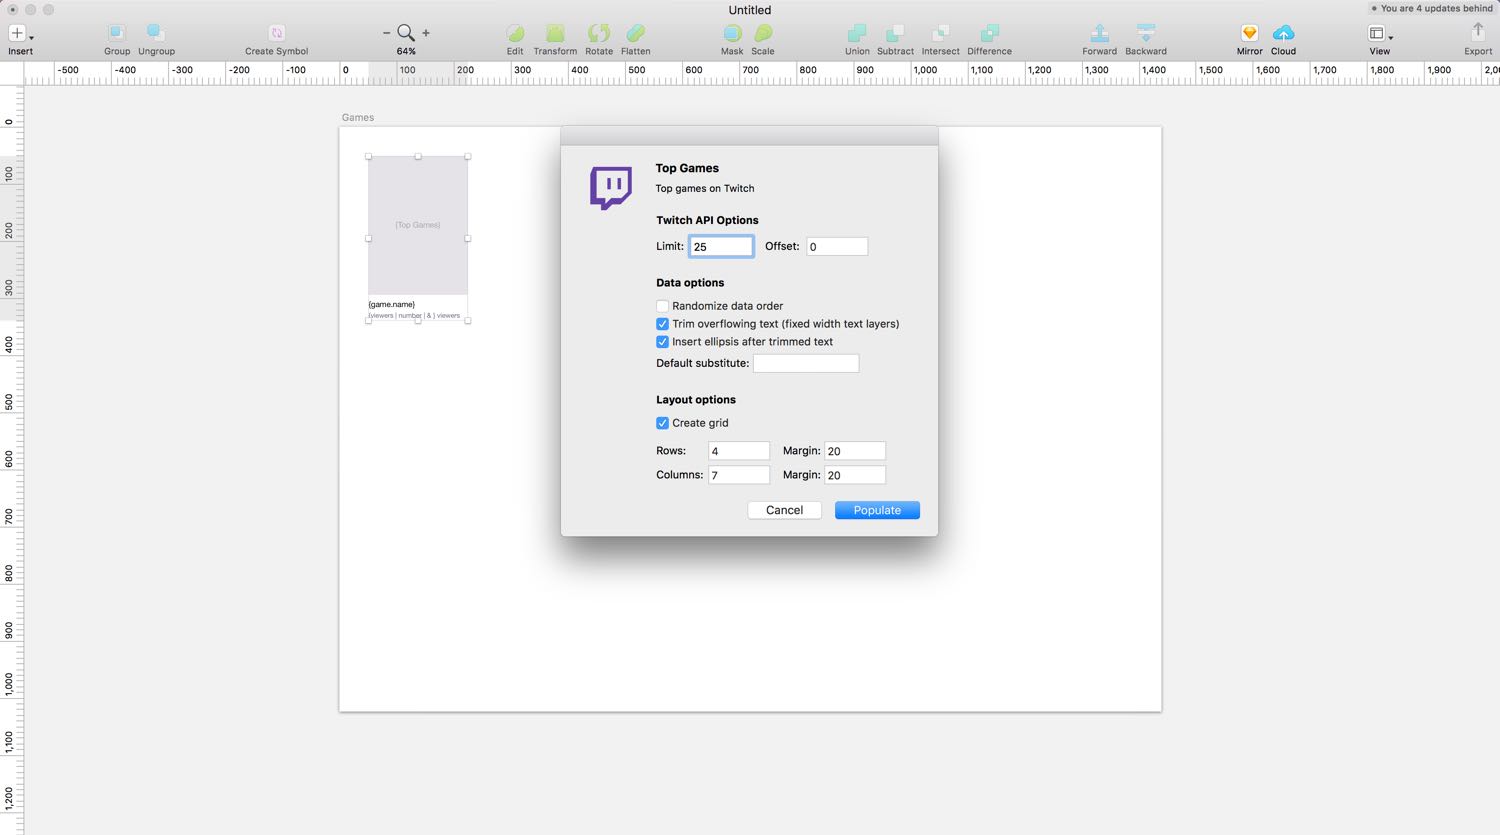 Untitled
You are 4 updates behind
Insert Group Ungroup Create Symbol 64% Edit Transform Rotate Flatten Mask Scale Union Subtract Intersect Difference Forward Backward Mirror Cloud View Export
-500 -400 -300 -200 -100 0 100 200 300 400 500 600 700 800 900 1,000 1,100 1,200 1,300 1,400 1,500 1,600 1,700 1,800 1,900
0
100
200
300
400
500
600
700
800
900
1,000
1,100
1,200
Games
{Top Games}
{game.name}
{viewers | number | & } viewers
Top Games
Top games on Twitch
Twitch API Options
Limit: 25 Offset: 0
Data options
Randomize data order
Trim overflowing text (fixed width text layers)
Insert ellipsis after trimmed text
Default substitute:
Layout options
Create grid
Rows: 4 Margin: 20
Columns: 7 Margin: 20
Cancel Populate